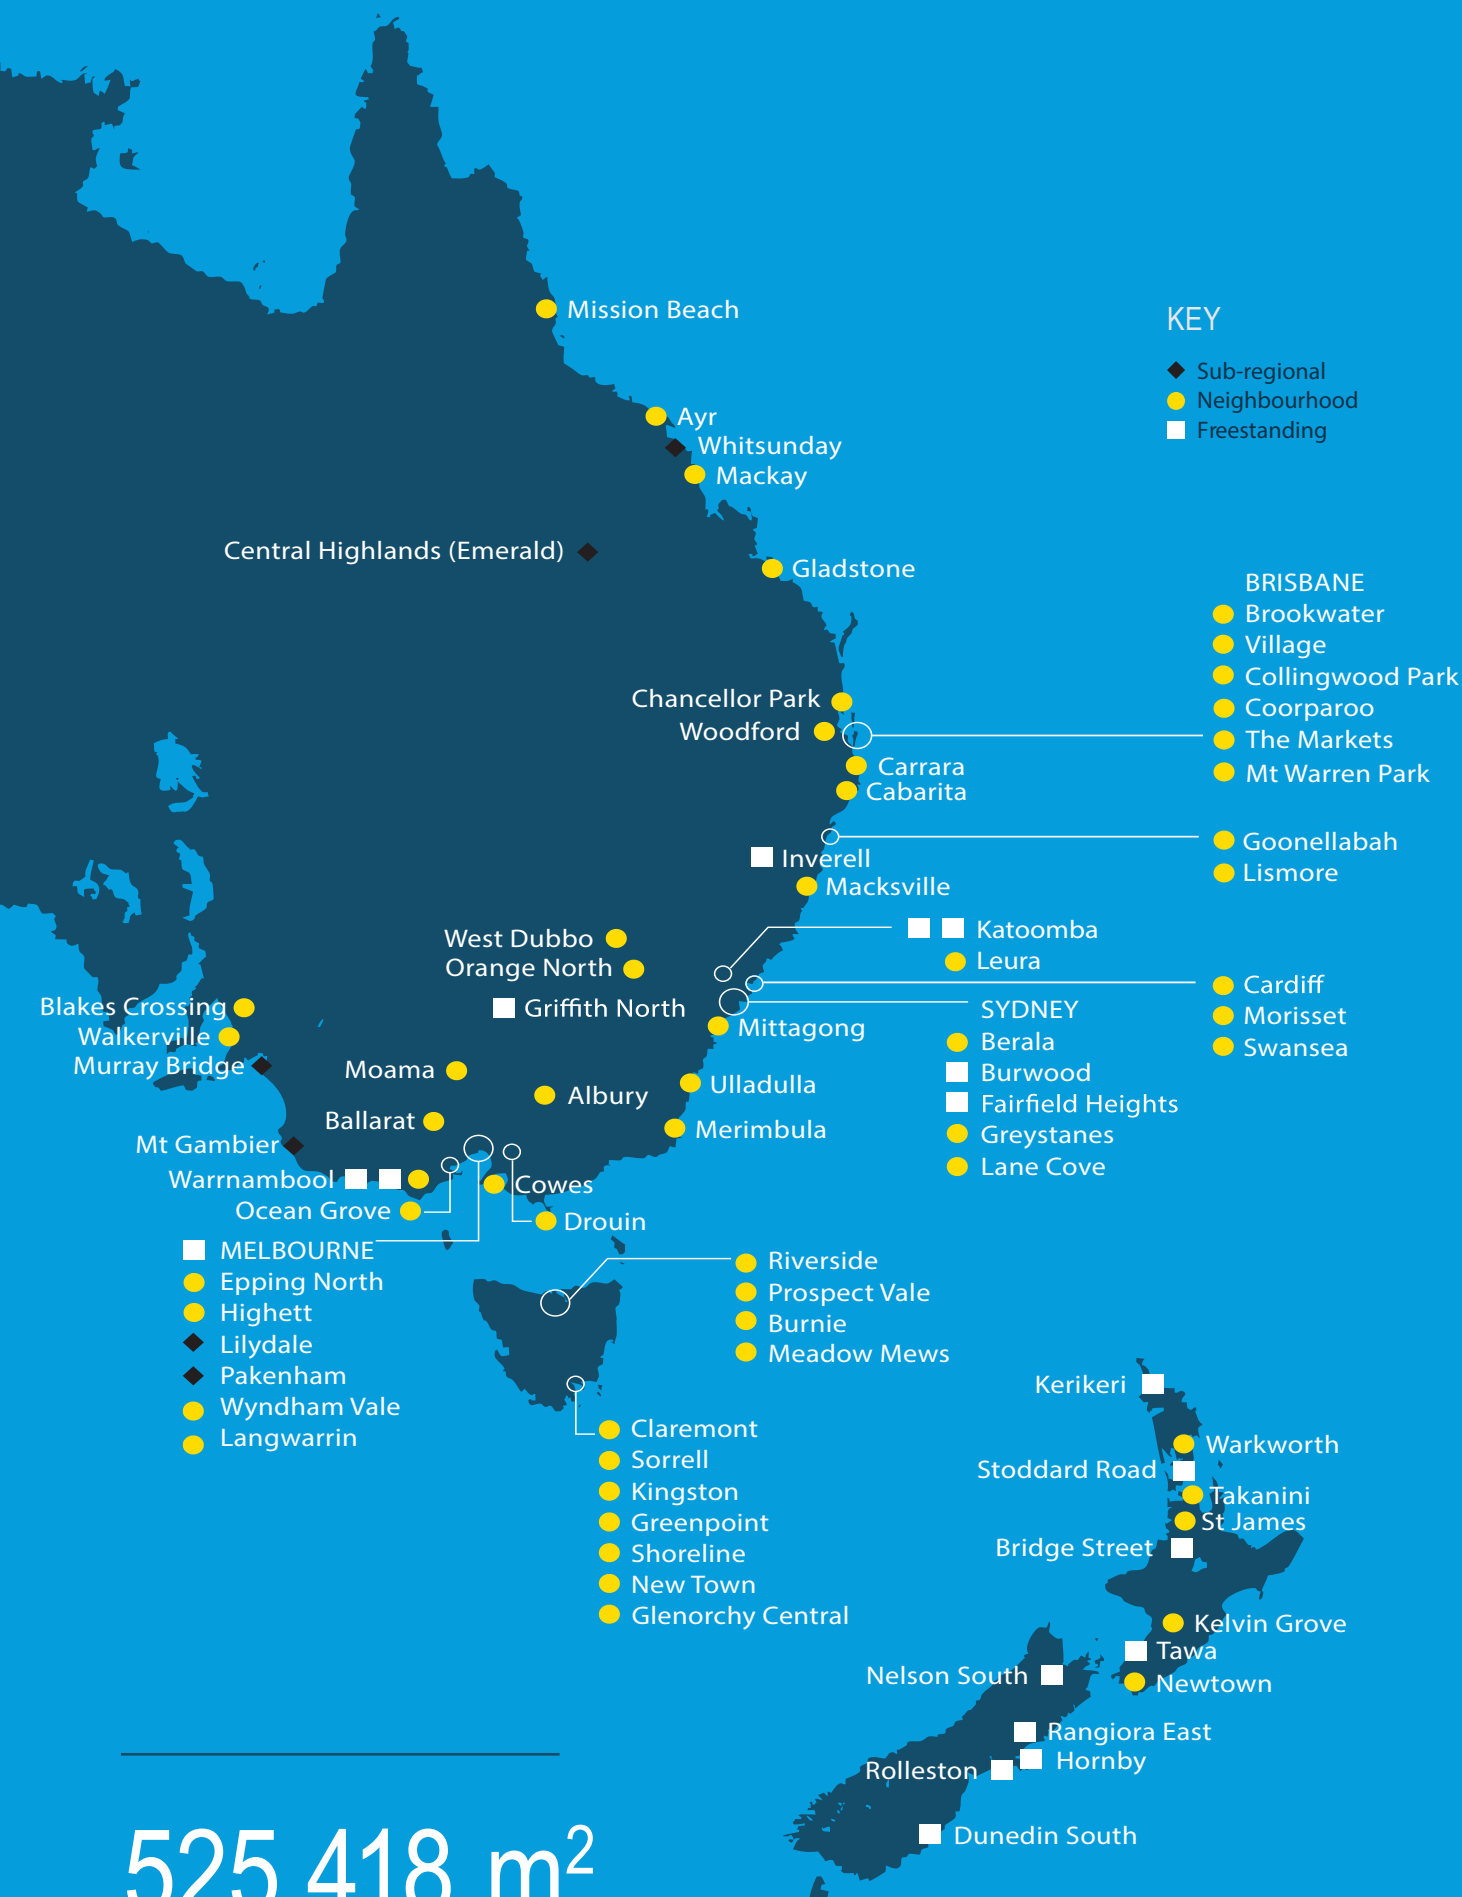 Mission Beach
KEY
Sub-regional
Neighbourhood
Freestanding
Ayr
Whitsunday
Mackay
Central Highlands (Emerald)
Gladstone
BRISBANE
Brookwater
Village
Collingwood Park
Coorparoo
The Markets
Mt Warren Park
Chancellor Park
Woodford
Carrara
Cabarita
Goonellabah
Lismore
Inverell
Macksville
Katoomba
Leura
West Dubbo
Orange North
Griffith North
Cardiff
Morisset
Swansea
SYDNEY
Berala
Burwood
Fairfield Heights
Greystanes
Lane Cove
Mittagong
Blakes Crossing
Walkerville
Murray Bridge
Moama
Albury
Ulladulla
Ballarat
Merimbula
Mt Gambier
Warrnambool
Cowes
Ocean Grove
Drouin
MELBOURNE
Epping North
Highett
Lilydale
Pakenham
Wyndham Vale
Langwarrin
Riverside
Prospect Vale
Burnie
Meadow Mews
Claremont
Sorrell
Kingston
Greenpoint
Shoreline
New Town
Glenorchy Central
Kerikeri
Warkworth
Stoddard Road
Takanini
St James
Bridge Street
Kelvin Grove
Tawa
Nelson South
Newtown
Rangiora East
Hornby
Rolleston
Dunedin South
525,418 m²